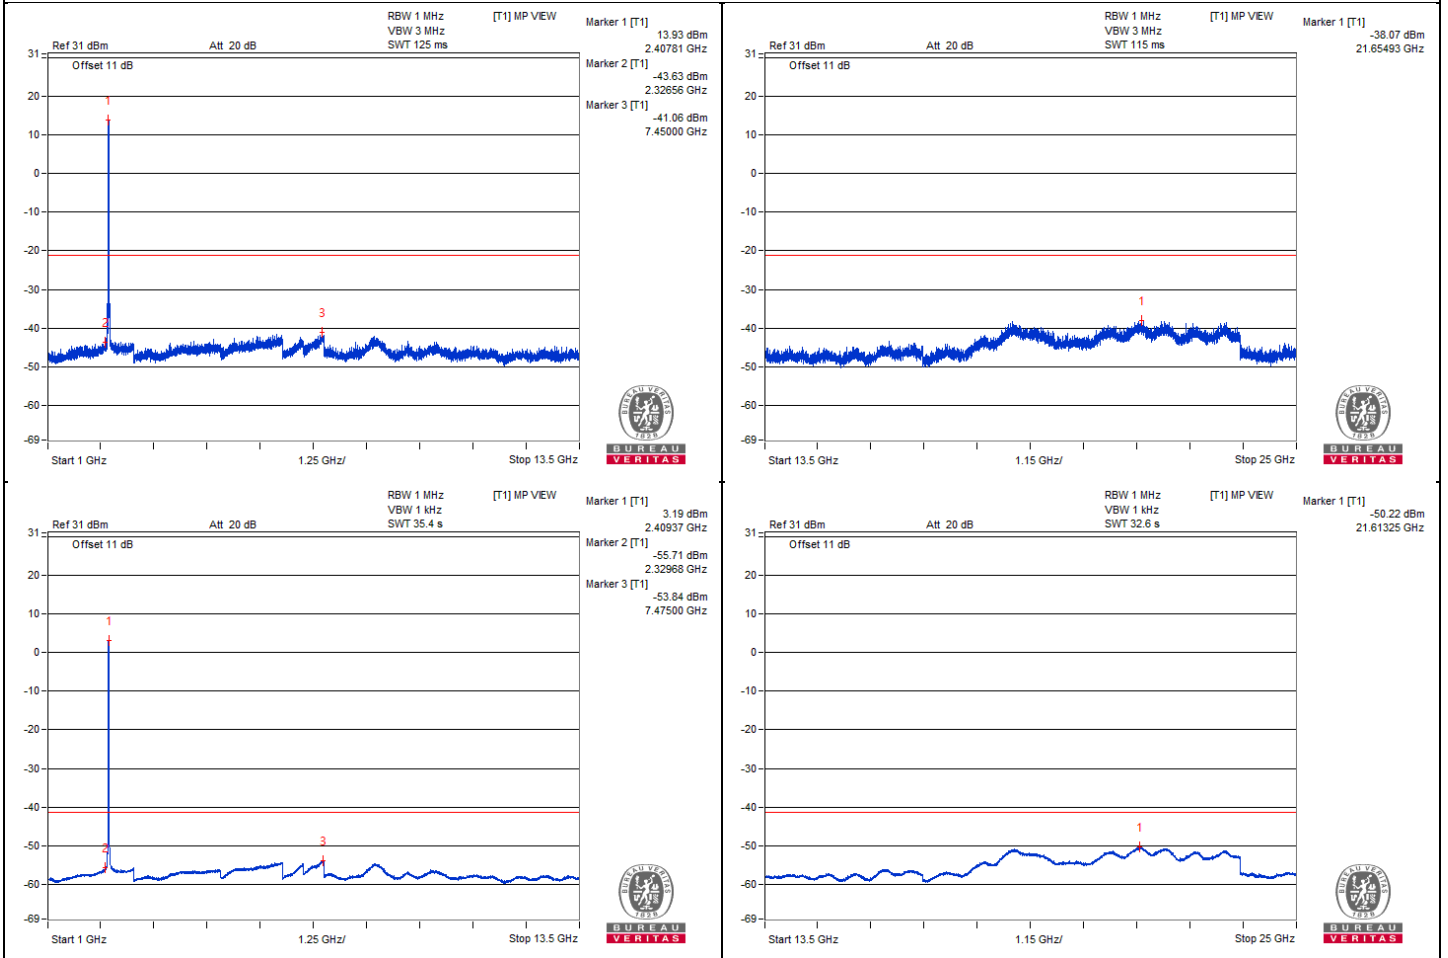 RBW 1 MHz [T1] MP VIEW
VBW 3 MHz
Ref 31 dBm Att 20 dB SWT 125 ms
Marker 1 [T1]
13.93 dBm
2.40781 GHz
Marker 2 [T1]
-43.63 dBm
2.32656 GHz
Marker 3 [T1]
-41.06 dBm
7.45000 GHz
31
Offset 11 dB
20
1
10
0
-10
-20
-30
3
2
-40
-50
-60
-69
BUREAU VERITAS
1828
BUREAU
VERITAS
Start 1 GHz 1.25 GHz/ Stop 13.5 GHz
RBW 1 MHz [T1] MP VIEW
VBW 3 MHz
Ref 31 dBm Att 20 dB SWT 115 ms
Marker 1 [T1]
-38.07 dBm
21.65493 GHz
31
Offset 11 dB
20
10
0
-10
-20
-30
1
-40
-50
-60
-69
BUREAU VERITAS
1828
BUREAU
VERITAS
Start 13.5 GHz 1.15 GHz/ Stop 25 GHz
RBW 1 MHz [T1] MP VIEW
VBW 1 kHz
Ref 31 dBm Att 20 dB SWT 35.4 s
Marker 1 [T1]
3.19 dBm
2.40937 GHz
Marker 2 [T1]
-55.71 dBm
2.32968 GHz
Marker 3 [T1]
-53.84 dBm
7.47500 GHz
31
Offset 11 dB
20
10
1
0
-10
-20
-30
-40
3
2
-50
-60
-69
BUREAU VERITAS
1828
BUREAU
VERITAS
Start 1 GHz 1.25 GHz/ Stop 13.5 GHz
RBW 1 MHz [T1] MP VIEW
VBW 1 kHz
Ref 31 dBm Att 20 dB SWT 32.6 s
Marker 1 [T1]
-50.22 dBm
21.61325 GHz
31
Offset 11 dB
20
10
0
-10
-20
-30
-40
1
-50
-60
-69
BUREAU VERITAS
1828
BUREAU
VERITAS
Start 13.5 GHz 1.15 GHz/ Stop 25 GHz